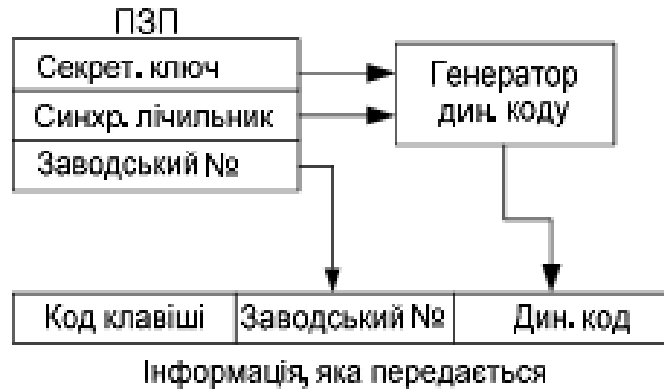 ПЗП
Секрет. ключ
Синхр. лічильник
Заводський №
Генератор
дин. коду
Код клавіші
Заводський №
Дин. код
Інформація, яка передається